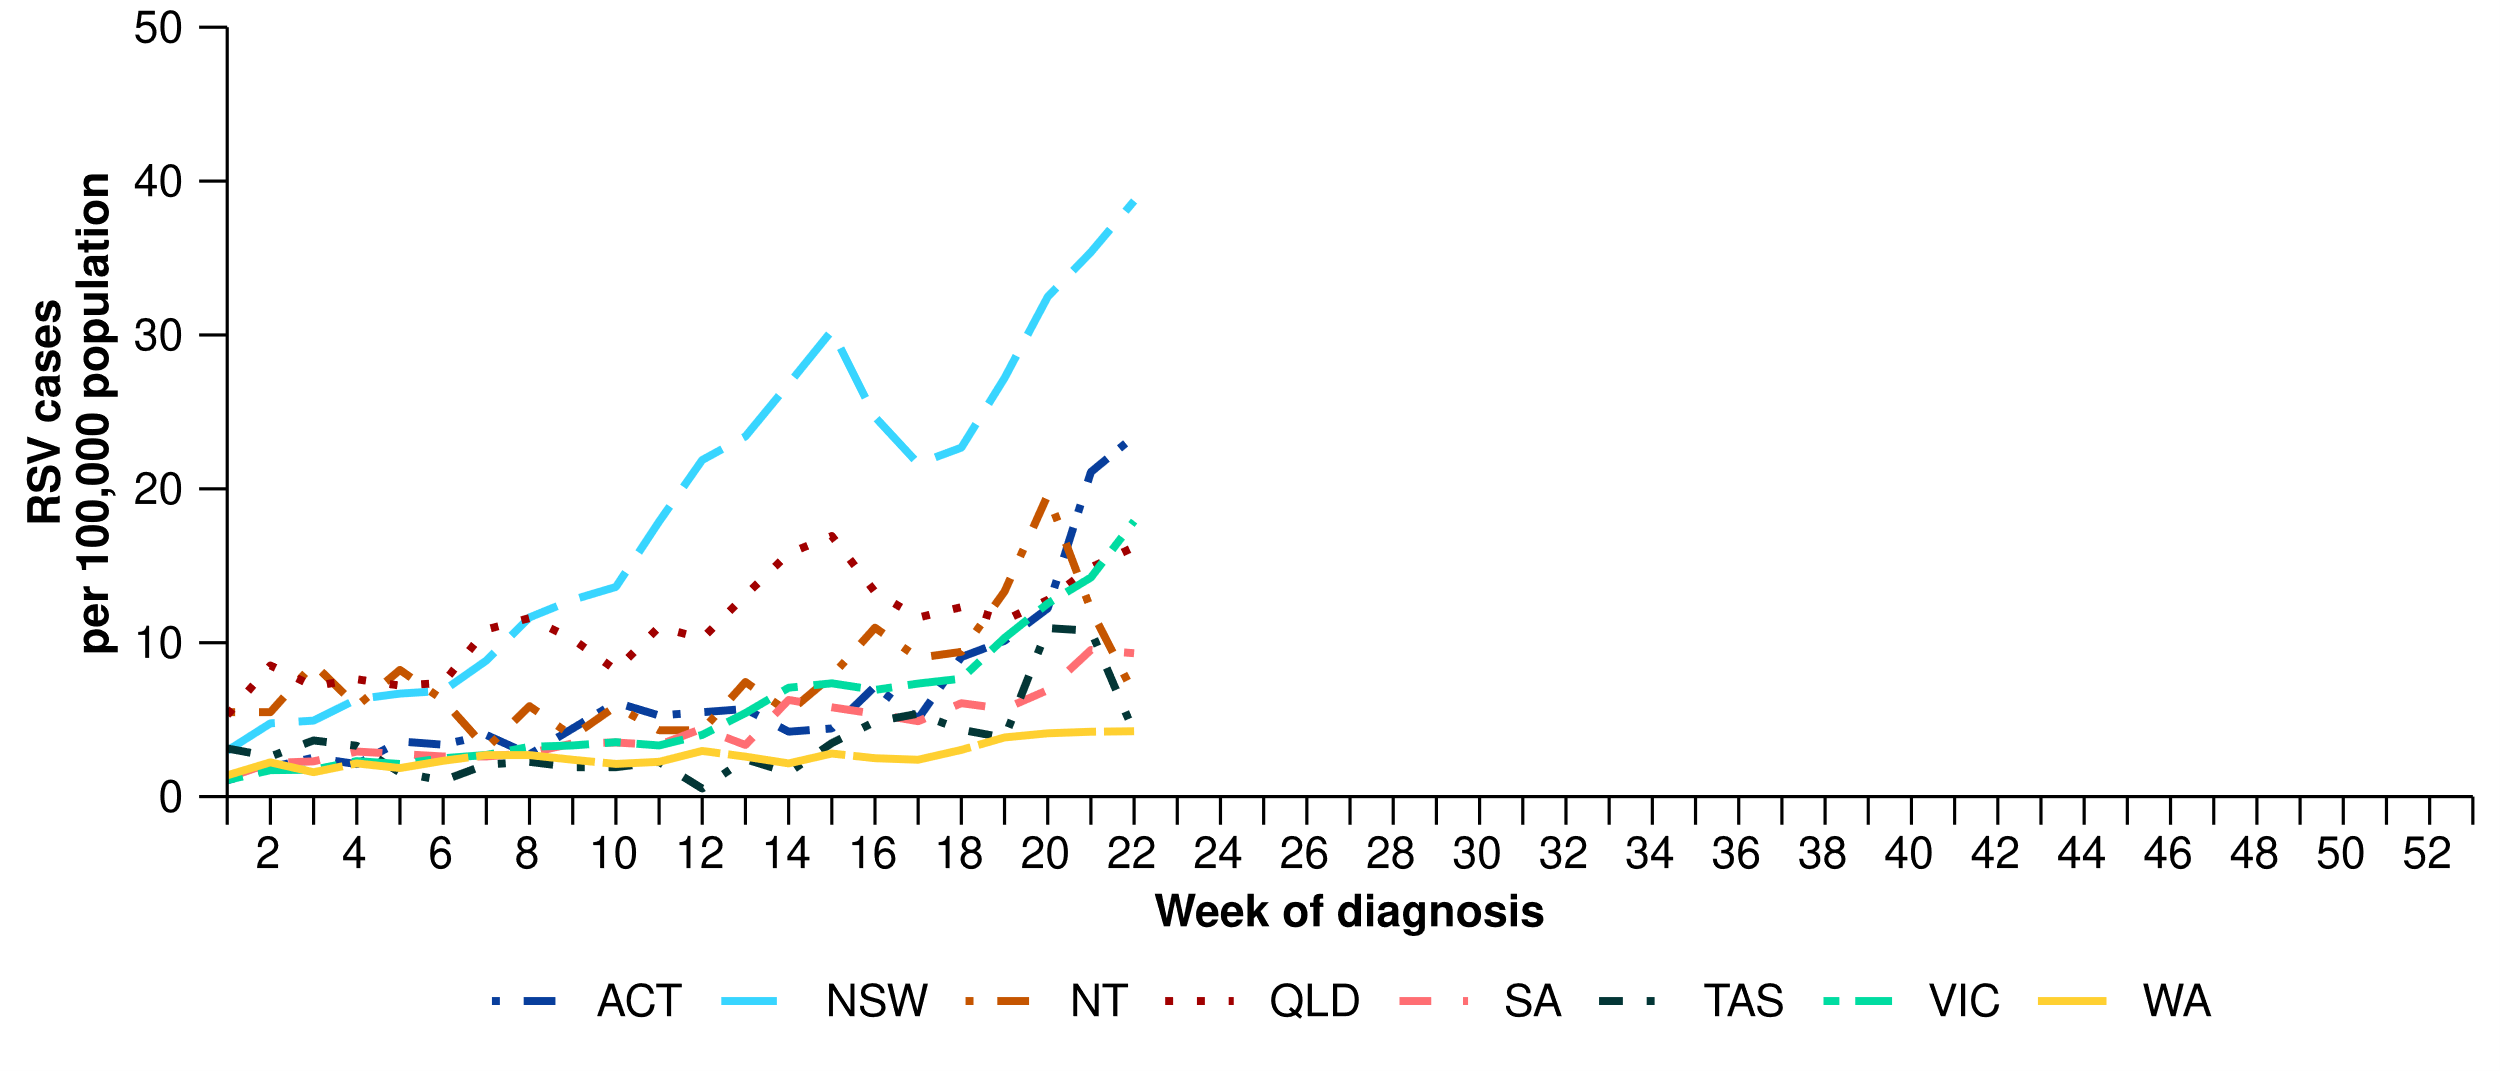 RSV cases
per 100,000 population
50
40
30
20
10
0
2 4 6 8 10 12 14 16 18 20 22 24 26 28 30 32 34 36 38 40 42 44 46 48 50 52
Week of diagnosis
ACT NSW NT QLD SA TAS VIC WA